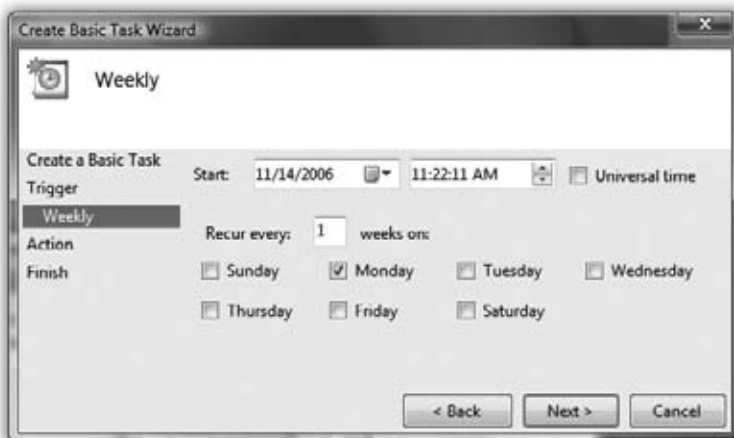 Create Basic Task Wizard
Weekly
Create a Basic Task
Trigger
Weekly
Action
Finish
Start: 11/14/2006 11:22:11 AM Universal time
Recur every: 1 weeks on:
Sunday Monday Tuesday Wednesday
Thursday Friday Saturday
< Back Next > Cancel